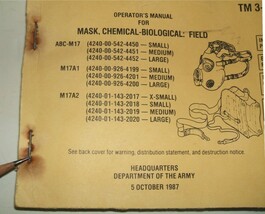 TM 3-
OPERATOR'S MANUAL
FOR
MASK, CHEMICAL-BIOLOGICAL: FIELD
ABC-M17 (4240-00-542-4450 — SMALL)
(4240-00-542-4451 — MEDIUM)
(4240-00-542-4452 — LARGE)
M17A1 (4240-00-926-4199 — SMALL)
(4240-00-926-4201 — MEDIUM)
(4240-00-926-4200 — LARGE)
M17A2 (4240-01-143-2017 — X-SMALL)
(4240-01-143-2018 — SMALL)
(4240-01-143-2019 — MEDIUM)
(4240-01-143-2020 — LARGE)
See back cover for warning, distribution statement, and destruction notice.
HEADQUARTERS
DEPARTMENT OF THE ARMY
5 OCTOBER 1987